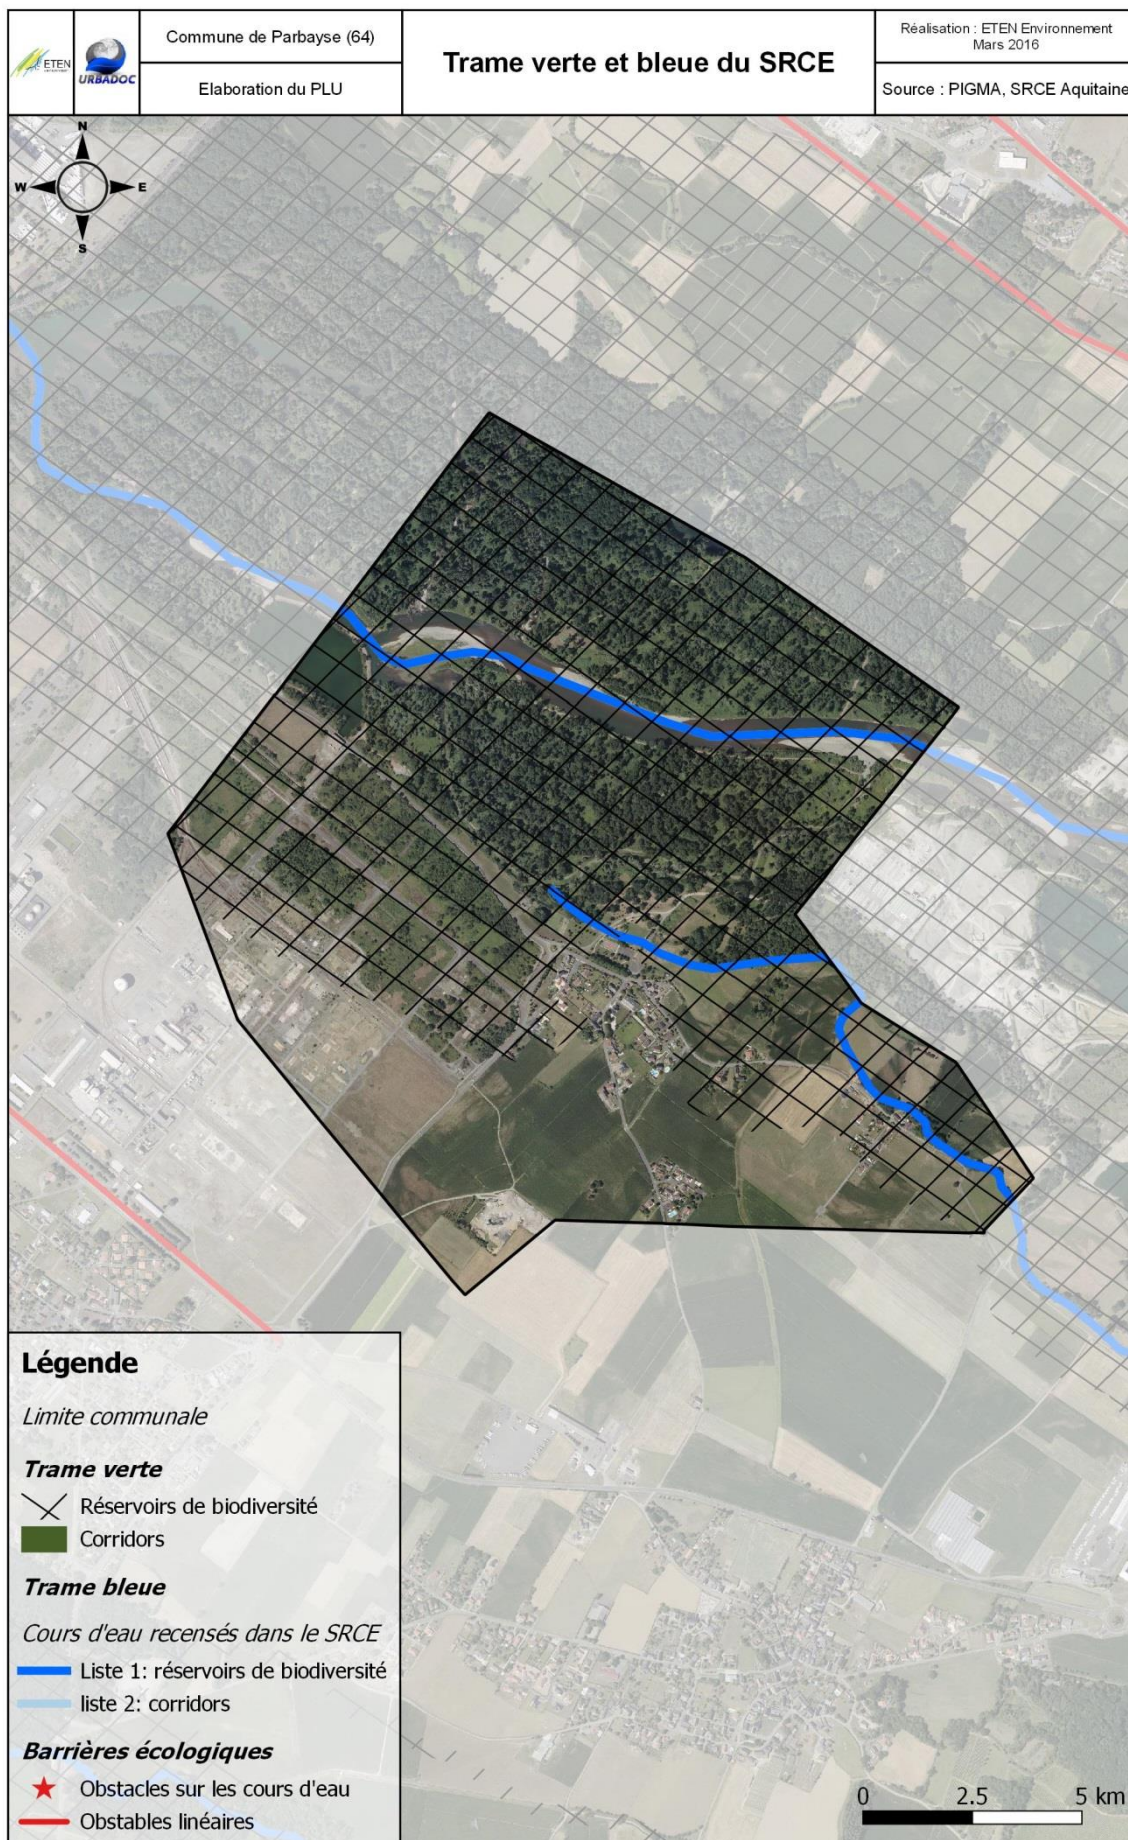 ETEN
URBADOC
Commune de Parbayse (64)
Elaboration du PLU
Trame verte et bleue du SRCE
Réalisation : ETEN Environnement
Mars 2016
Source : PIGMA, SRCE Aquitaine
N
W E
S
Légende
Limite communale
Trame verte
Réservoirs de biodiversité
Corridors
Trame bleue
Cours d'eau recensés dans le SRCE
Liste 1: réservoirs de biodiversité
liste 2: corridors
Barrières écologiques
Obstacles sur les cours d'eau
Obstables linéaires
0 2.5 5 km